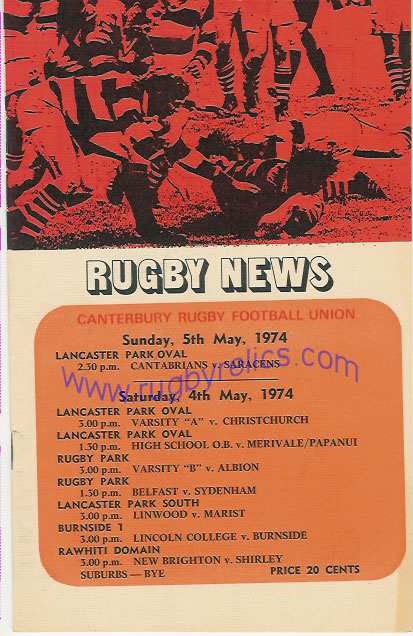 RUGBY NEWS
CANTERBURY RUGBY FOOTBALL UNION
Sunday, 5th May, 1974
LANCASTER PARK OVAL
2.30 p.m. CANTABRIANS v. SARACENS
www.rugbyrelics.com
Saturday, 4th May, 1974
LANCASTER PARK OVAL
3.00 p.m. VARSITY "A" v. CHRISTCHURCH
LANCASTER PARK OVAL
1.30 p.m. HIGH SCHOOL O.B. v. MERIVALE/PAPANUI
RUGBY PARK
3.00 p.m. VARSITY "B" v. ALBION
RUGBY PARK
1.30 p.m. BELFAST v. SYDENHAM
LANCASTER PARK SOUTH
3.00 p.m. LINWOOD v. MARIST
BURNSIDE 1
3.00 p.m. LINCOLN COLLEGE v. BURNSIDE
RAWHITI DOMAIN
3.00 p.m. NEW BRIGHTON v. SHIRLEY
SUBURBS — BYE PRICE 20 CENTS